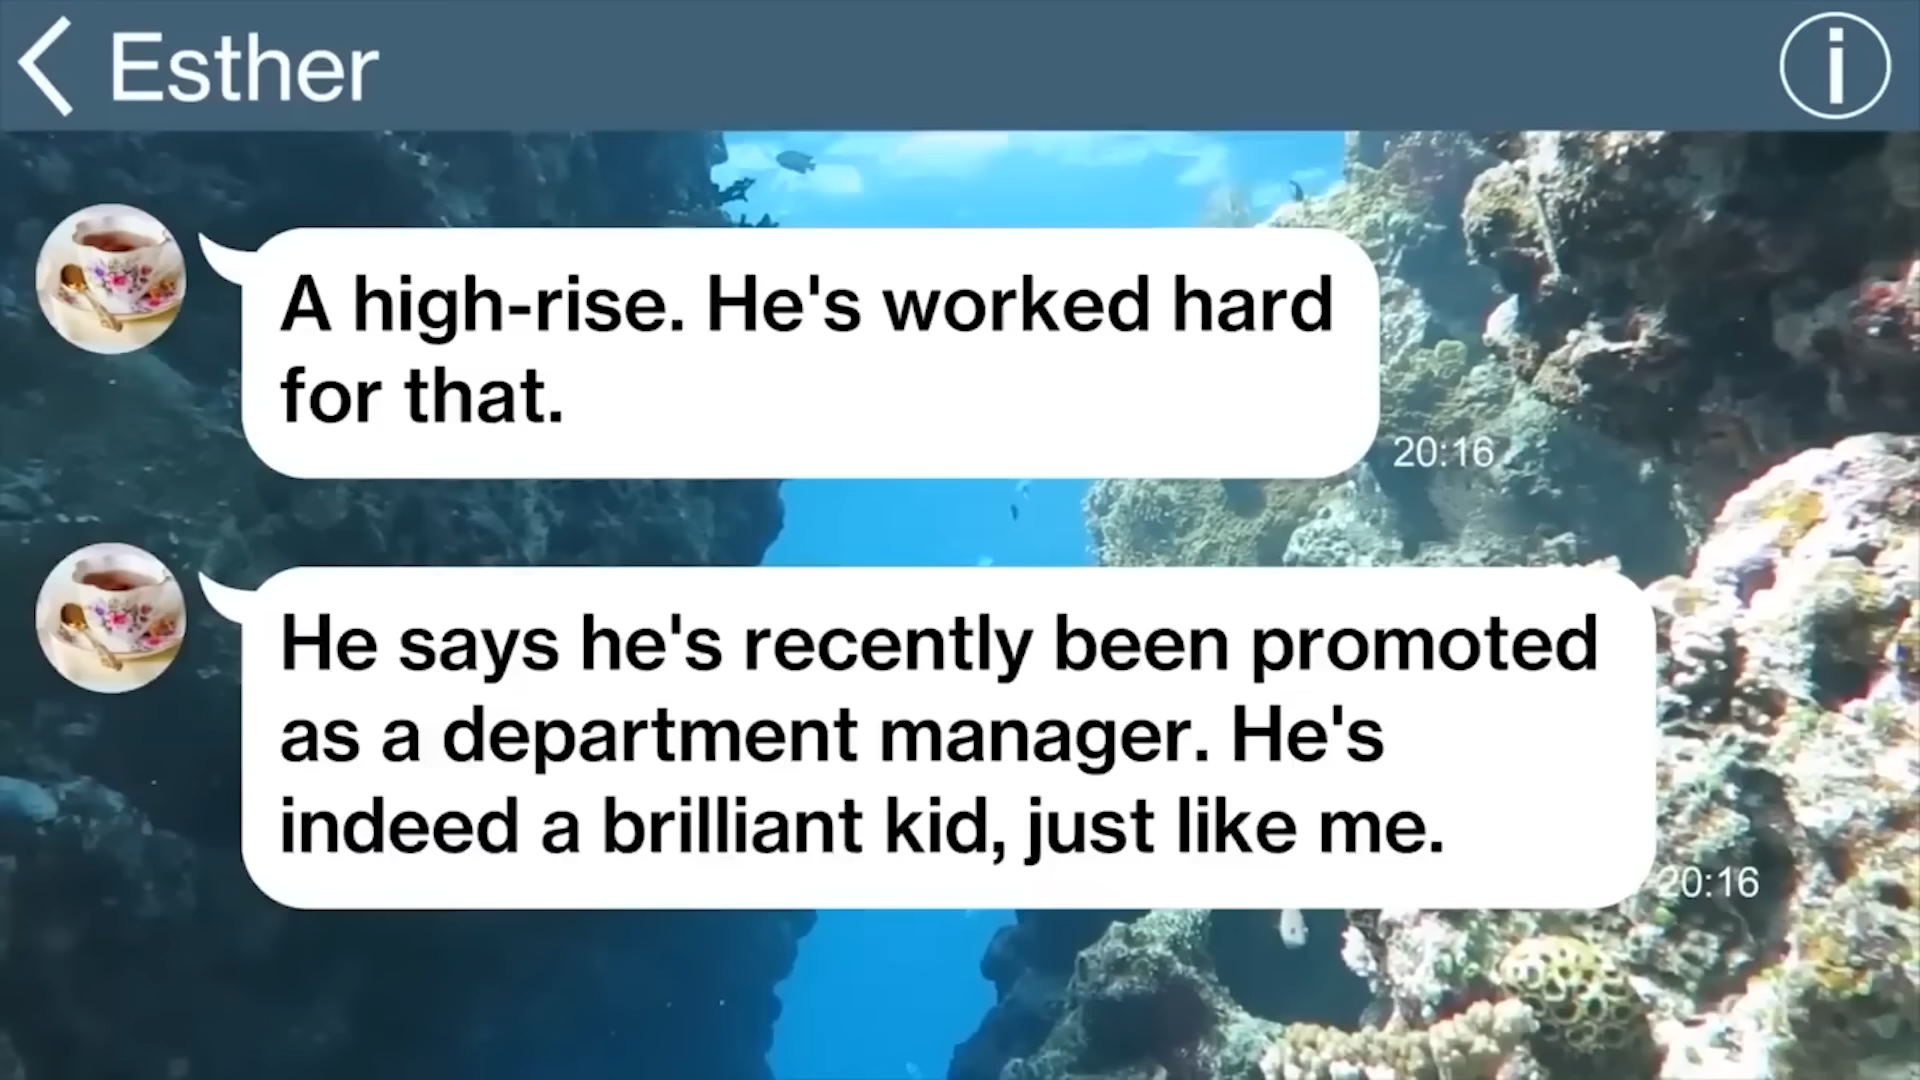 Esther
A high-rise. He's worked hard
for that.
20:16
He says he's recently been promoted
as a department manager. He's
indeed a brilliant kid, just like me.
20:16